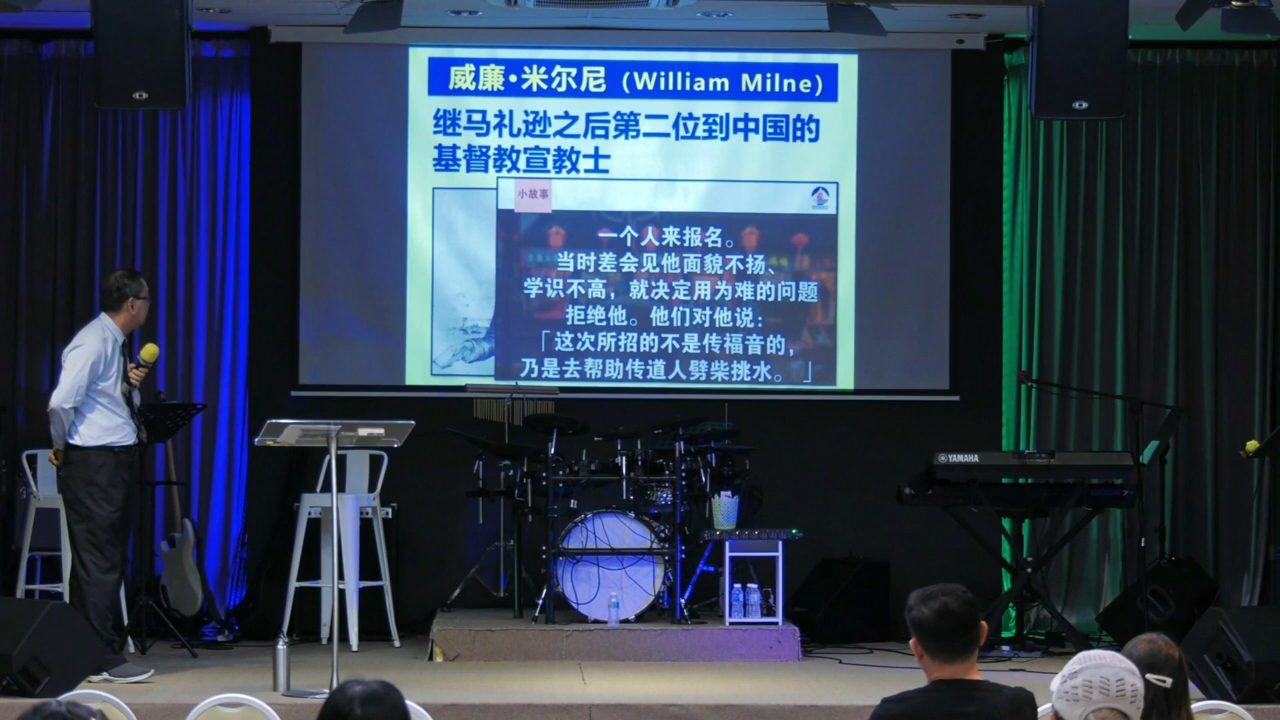 威廉·米尔尼（William Milne）
继马礼逊之后第二位到中国的
基督教宣教士
小故事
一个人来报名。
当时差会见他面貌不扬、
学识不高，就决定用为难的问题
拒绝他。他们对他说：
「这次所招的不是传福音的，
乃是去帮助传道人劈柴挑水。」
YAMAHA